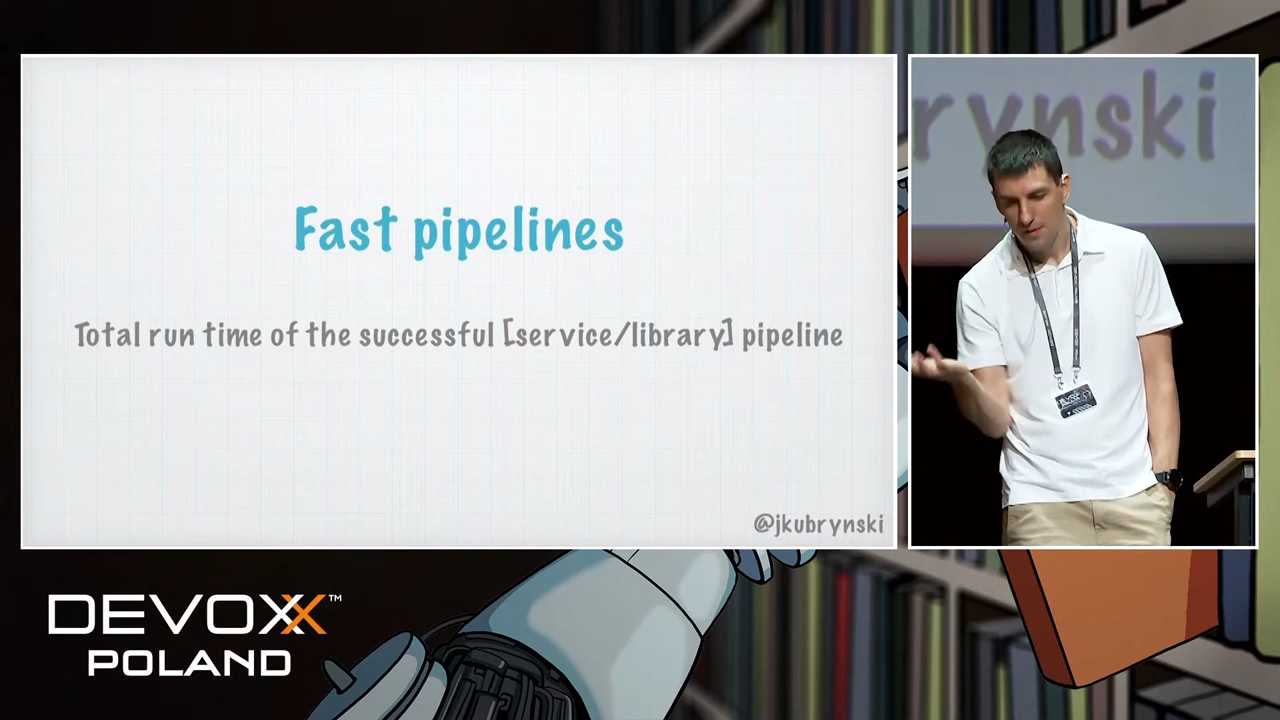 Fast pipelines
Total run time of the successful [service/library] pipeline
@jkubrynski
rynski
DEVOXX™
POLAND